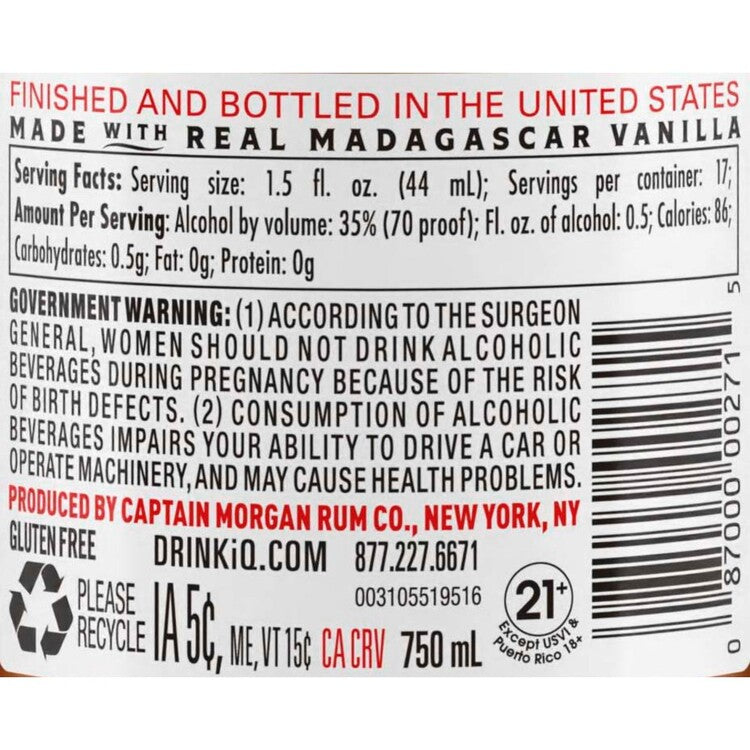 FINISHED AND BOTTLED IN THE UNITED STATES
MADE WITH REAL MADAGASCAR VANILLA
Serving Facts: Serving size: 1.5 fl. oz. (44 mL); Servings per container: 17;
Amount Per Serving: Alcohol by volume: 35% (70 proof); Fl. oz. of alcohol: 0.5; Calories: 86;
Carbohydrates: 0.5g; Fat: 0g; Protein: 0g
GOVERNMENT WARNING: (1) ACCORDING TO THE SURGEON
GENERAL, WOMEN SHOULD NOT DRINK ALCOHOLIC
BEVERAGES DURING PREGNANCY BECAUSE OF THE RISK
OF BIRTH DEFECTS. (2) CONSUMPTION OF ALCOHOLIC
BEVERAGES IMPAIRS YOUR ABILITY TO DRIVE A CAR OR
OPERATE MACHINERY, AND MAY CAUSE HEALTH PROBLEMS.
PRODUCED BY CAPTAIN MORGAN RUM CO., NEW YORK, NY
GLUTEN FREE DRINKiQ.COM 877.227.6671
003105519516
PLEASE
RECYCLE
IA 5¢, ME, VT 15¢ CA CRV 750 mL
21+
Except USVI &
Puerto Rico 18+
0 87000 00271 5